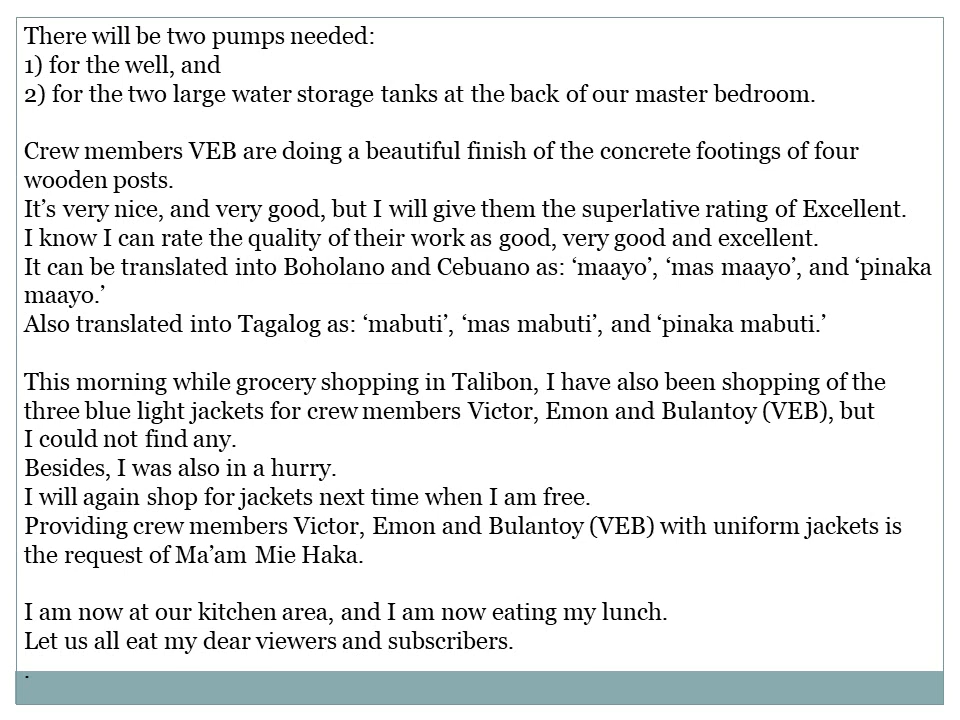 There will be two pumps needed:
1) for the well, and
2) for the two large water storage tanks at the back of our master bedroom.
Crew members VEB are doing a beautiful finish of the concrete footings of four
wooden posts.
It’s very nice, and very good, but I will give them the superlative rating of Excellent.
I know I can rate the quality of their work as good, very good and excellent.
It can be translated into Boholano and Cebuano as: ‘maayo’, ‘mas maayo’, and ‘pinaka
maayo.’
Also translated into Tagalog as: ‘mabuti’, ‘mas mabuti’, and ‘pinaka mabuti.’
This morning while grocery shopping in Talibon, I have also been shopping of the
three blue light jackets for crew members Victor, Emon and Bulantoy (VEB), but
I could not find any.
Besides, I was also in a hurry.
I will again shop for jackets next time when I am free.
Providing crew members Victor, Emon and Bulantoy (VEB) with uniform jackets is
the request of Ma’am Mie Haka.
I am now at our kitchen area, and I am now eating my lunch.
Let us all eat my dear viewers and subscribers.
.